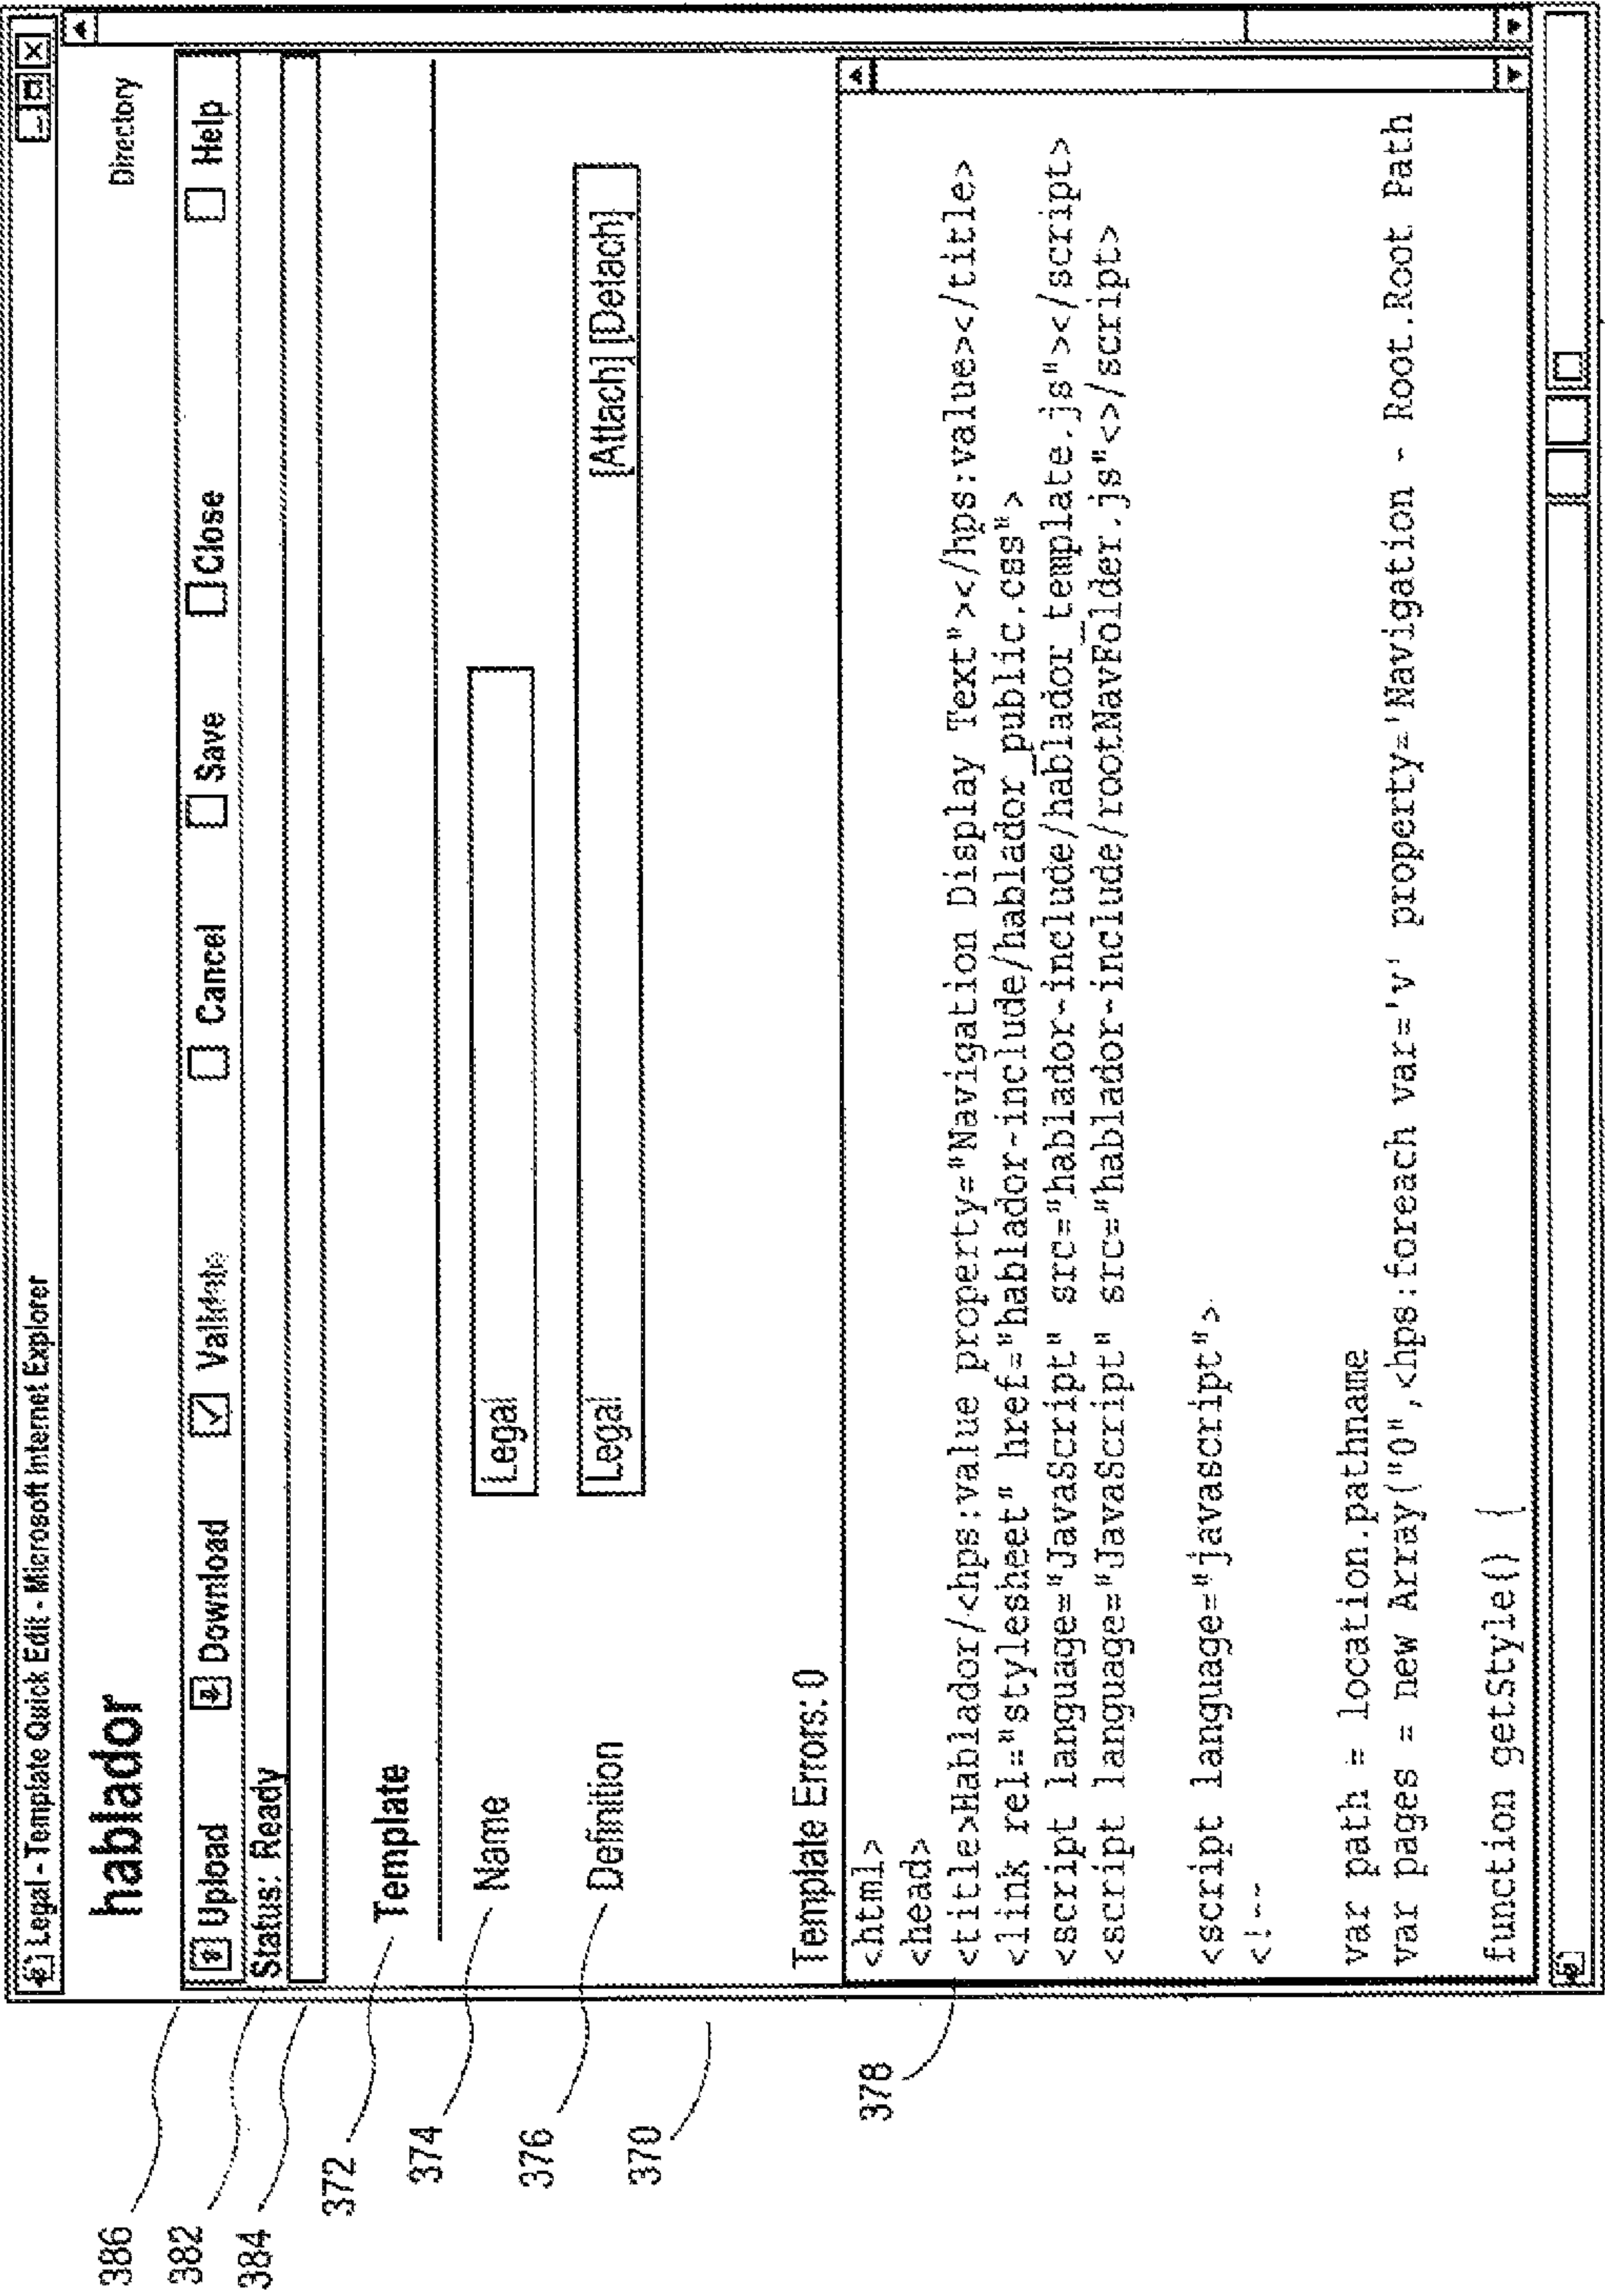 Legal - Template Quick Edit - Microsoft Internet Explorer
hablador
Directory
Upload Download Validate Cancel Save Close Help
Status: Ready
Template
Name Legal
Definition Legal [Attach] [Detach]
Template Errors: 0
<html>
<head>
<title>Hablador/<hps:value property="Navigation Display Text"></hps:value></title>
<link rel="stylesheet" href="hablador-include/hablador_public.css">
<script language="JavaScript" src="hablador-include/hablador_template.js"></script>
<script language="JavaScript" src="hablador-include/rootNavFolder.js"<>/script>
<script language="javascript">
<!--
var path = location.pathname
var pages = new Array("0",<hps:foreach var='v' property='Navigation - Root.Root Path
function getStyle() {
386
382
384
372
374
376
370
378